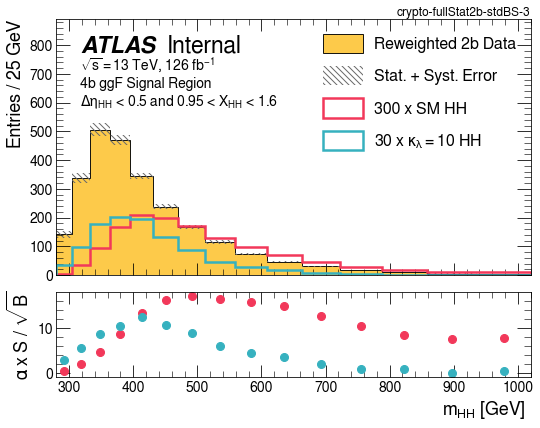 crypto-fullStat2b-stdBS-3
ATLAS Internal
√s = 13 TeV, 126 fb⁻¹
4b ggF Signal Region
Δη_HH < 0.5 and 0.95 < X_HH < 1.6
Reweighted 2b Data
Stat. + Syst. Error
300 x SM HH
30 x κ_λ = 10 HH
Entries / 25 GeV
800
700
600
500
400
300
200
100
0
α x S / √B
10
0
300 400 500 600 700 800 900 1000
m_HH [GeV]